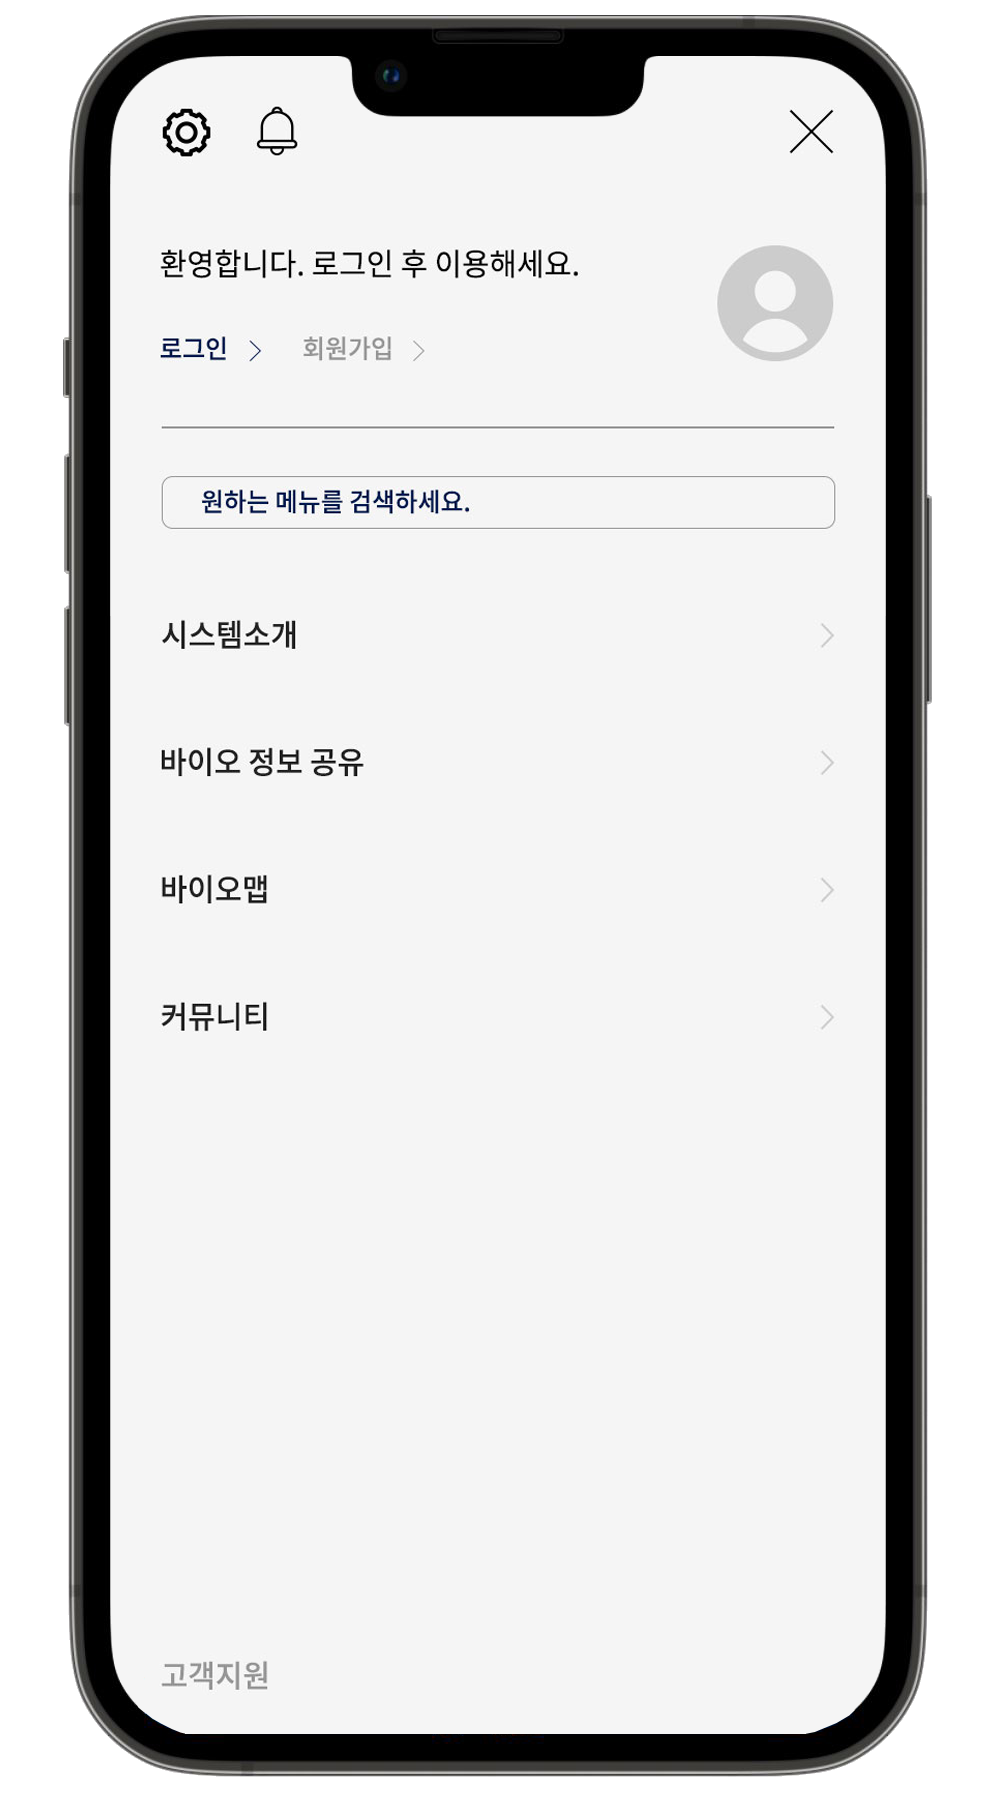 환영합니다. 로그인 후 이용해세요.
로그인 회원가입
원하는 메뉴를 검색하세요.
시스템소개
바이오 정보 공유
바이오맵
커뮤니티
고객지원